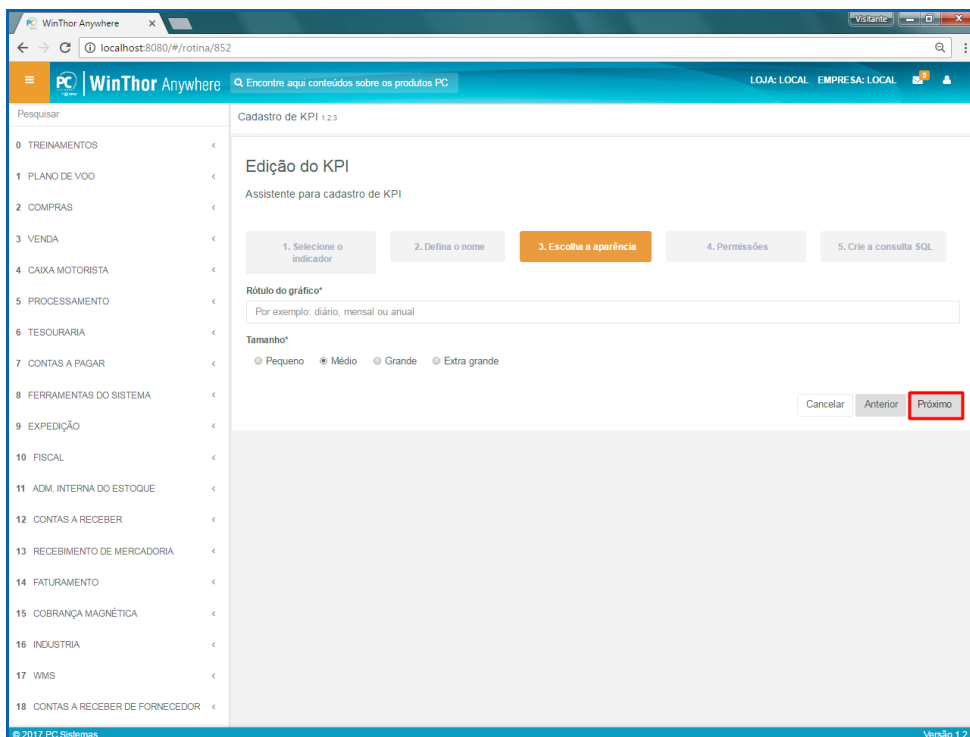 WinThor Anywhere
Visitante
localhost:8080/#/rotina/852
PC | WinThor Anywhere
Encontre aqui conteúdos sobre os produtos PC
LOJA: LOCAL EMPRESA: LOCAL
Pesquisar
Cadastro de KPI 1.2.3
0 TREINAMENTOS
1 PLANO DE VOO
2 COMPRAS
3 VENDA
4 CAIXA MOTORISTA
5 PROCESSAMENTO
6 TESOURARIA
7 CONTAS A PAGAR
8 FERRAMENTAS DO SISTEMA
9 EXPEDIÇÃO
10 FISCAL
11 ADM. INTERNA DO ESTOQUE
12 CONTAS A RECEBER
13 RECEBIMENTO DE MERCADORIA
14 FATURAMENTO
15 COBRANÇA MAGNÉTICA
16 INDUSTRIA
17 WMS
18 CONTAS A RECEBER DE FORNECEDOR
Edição do KPI
Assistente para cadastro de KPI
1. Selecione o
indicador
2. Defina o nome
3. Escolha a aparência
4. Permissões
5. Crie a consulta SQL
Rótulo do gráfico*
Por exemplo: diário, mensal ou anual
Tamanho*
Pequeno Médio Grande Extra grande
Cancelar Anterior Próximo
© 2017 PC Sistemas
Versão 1.2